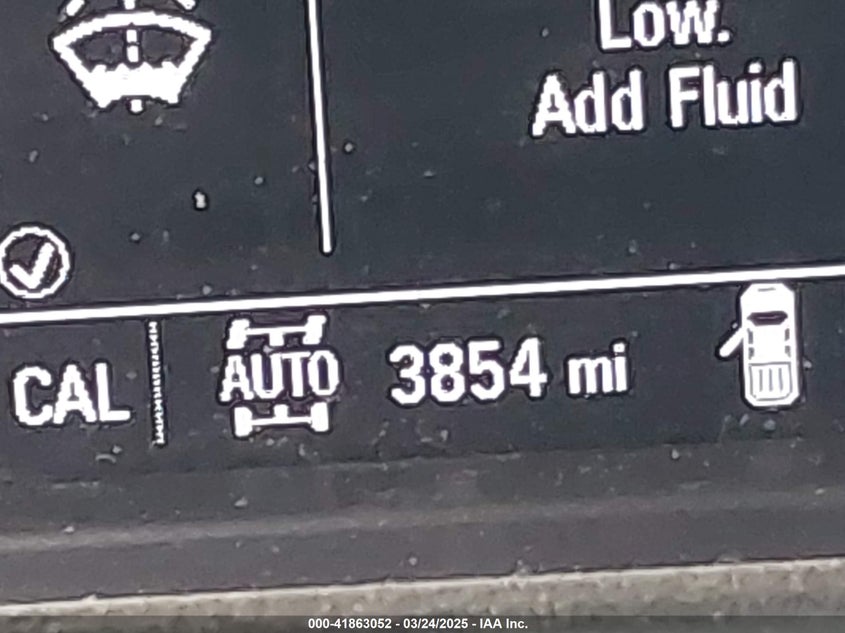 Low.
Add Fluid
CAL
AUTO
3854 mi
000-41863052 - 03/24/2025 - IAA Inc.